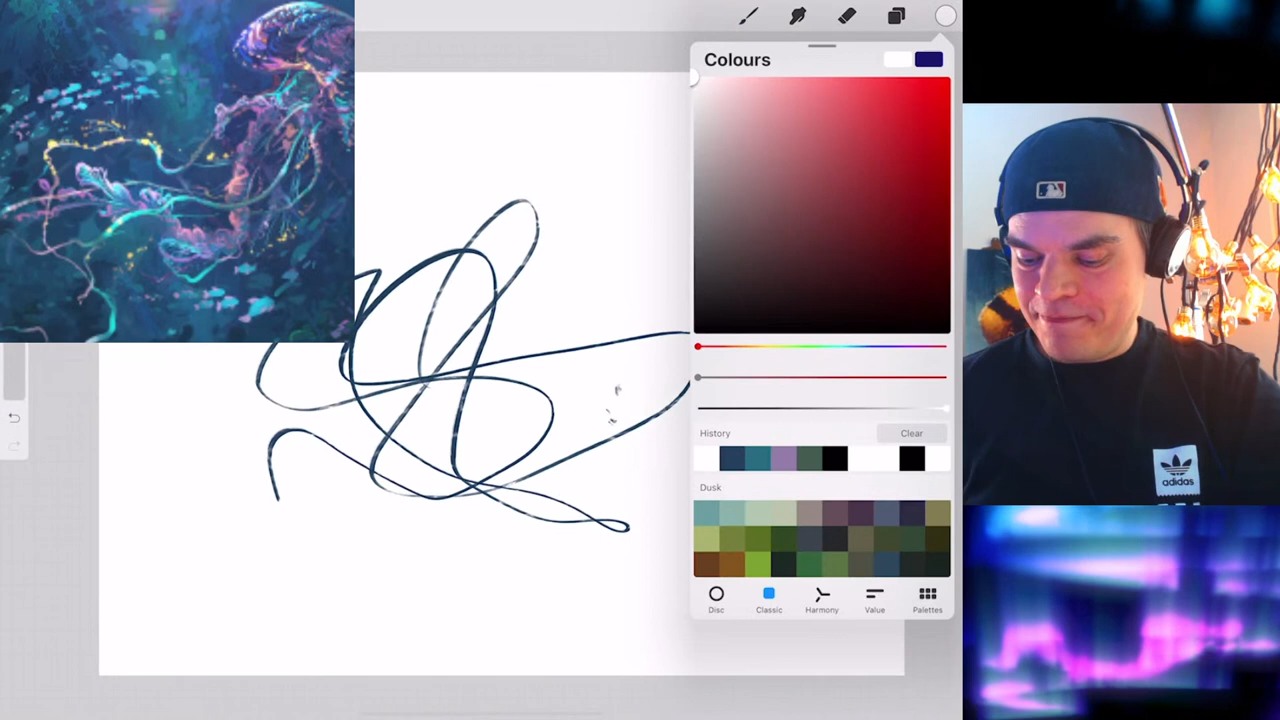 Colours
History
Clear
Dusk
Disc
Classic
Harmony
Value
Palettes
adidas